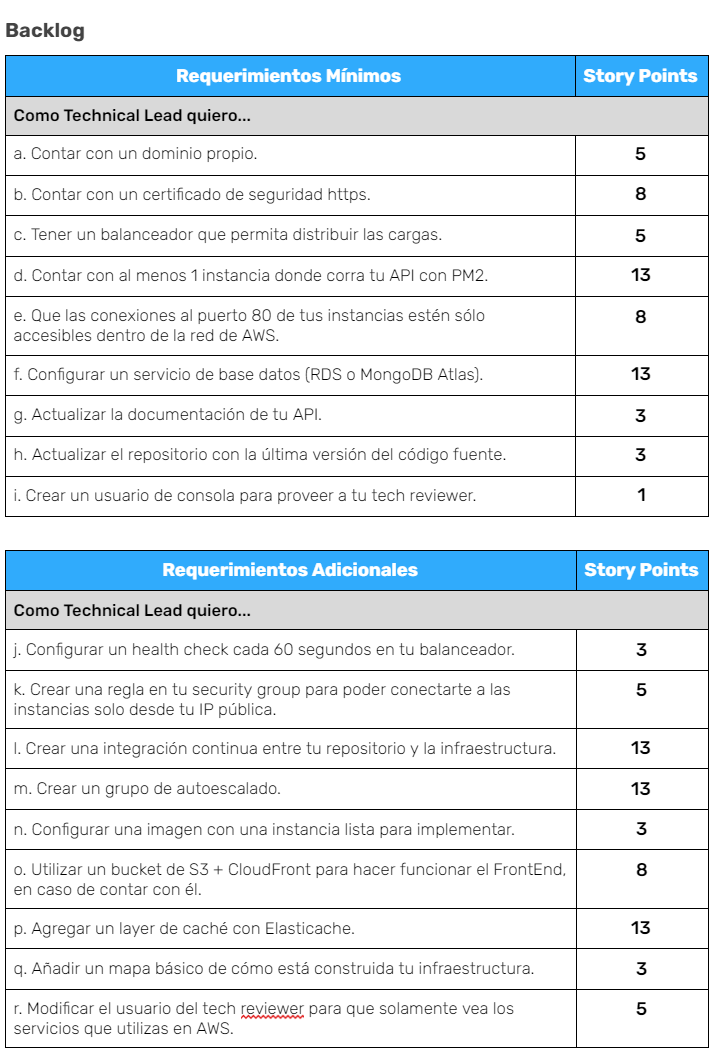 Backlog
Requerimientos Mínimos Story Points
Como Technical Lead quiero...
a. Contar con un dominio propio. 5
b. Contar con un certificado de seguridad https. 8
c. Tener un balanceador que permita distribuir las cargas. 5
d. Contar con al menos 1 instancia donde corra tu API con PM2. 13
e. Que las conexiones al puerto 80 de tus instancias estén sólo 8
accesibles dentro de la red de AWS.
f. Configurar un servicio de base datos (RDS o MongoDB Atlas). 13
g. Actualizar la documentación de tu API. 3
h. Actualizar el repositorio con la última versión del código fuente. 3
i. Crear un usuario de consola para proveer a tu tech reviewer. 1
Requerimientos Adicionales Story Points
Como Technical Lead quiero...
j. Configurar un health check cada 60 segundos en tu balanceador. 3
k. Crear una regla en tu security group para poder conectarte a las 5
instancias solo desde tu IP pública.
l. Crear una integración continua entre tu repositorio y la infraestructura. 13
m. Crear un grupo de autoescalado. 13
n. Configurar una imagen con una instancia lista para implementar. 3
o. Utilizar un bucket de S3 + CloudFront para hacer funcionar el FrontEnd, 8
en caso de contar con él.
p. Agregar un layer de caché con Elasticache. 13
q. Añadir un mapa básico de cómo está construida tu infraestructura. 3
r. Modificar el usuario del tech reviewer para que solamente vea los 5
servicios que utilizas en AWS.